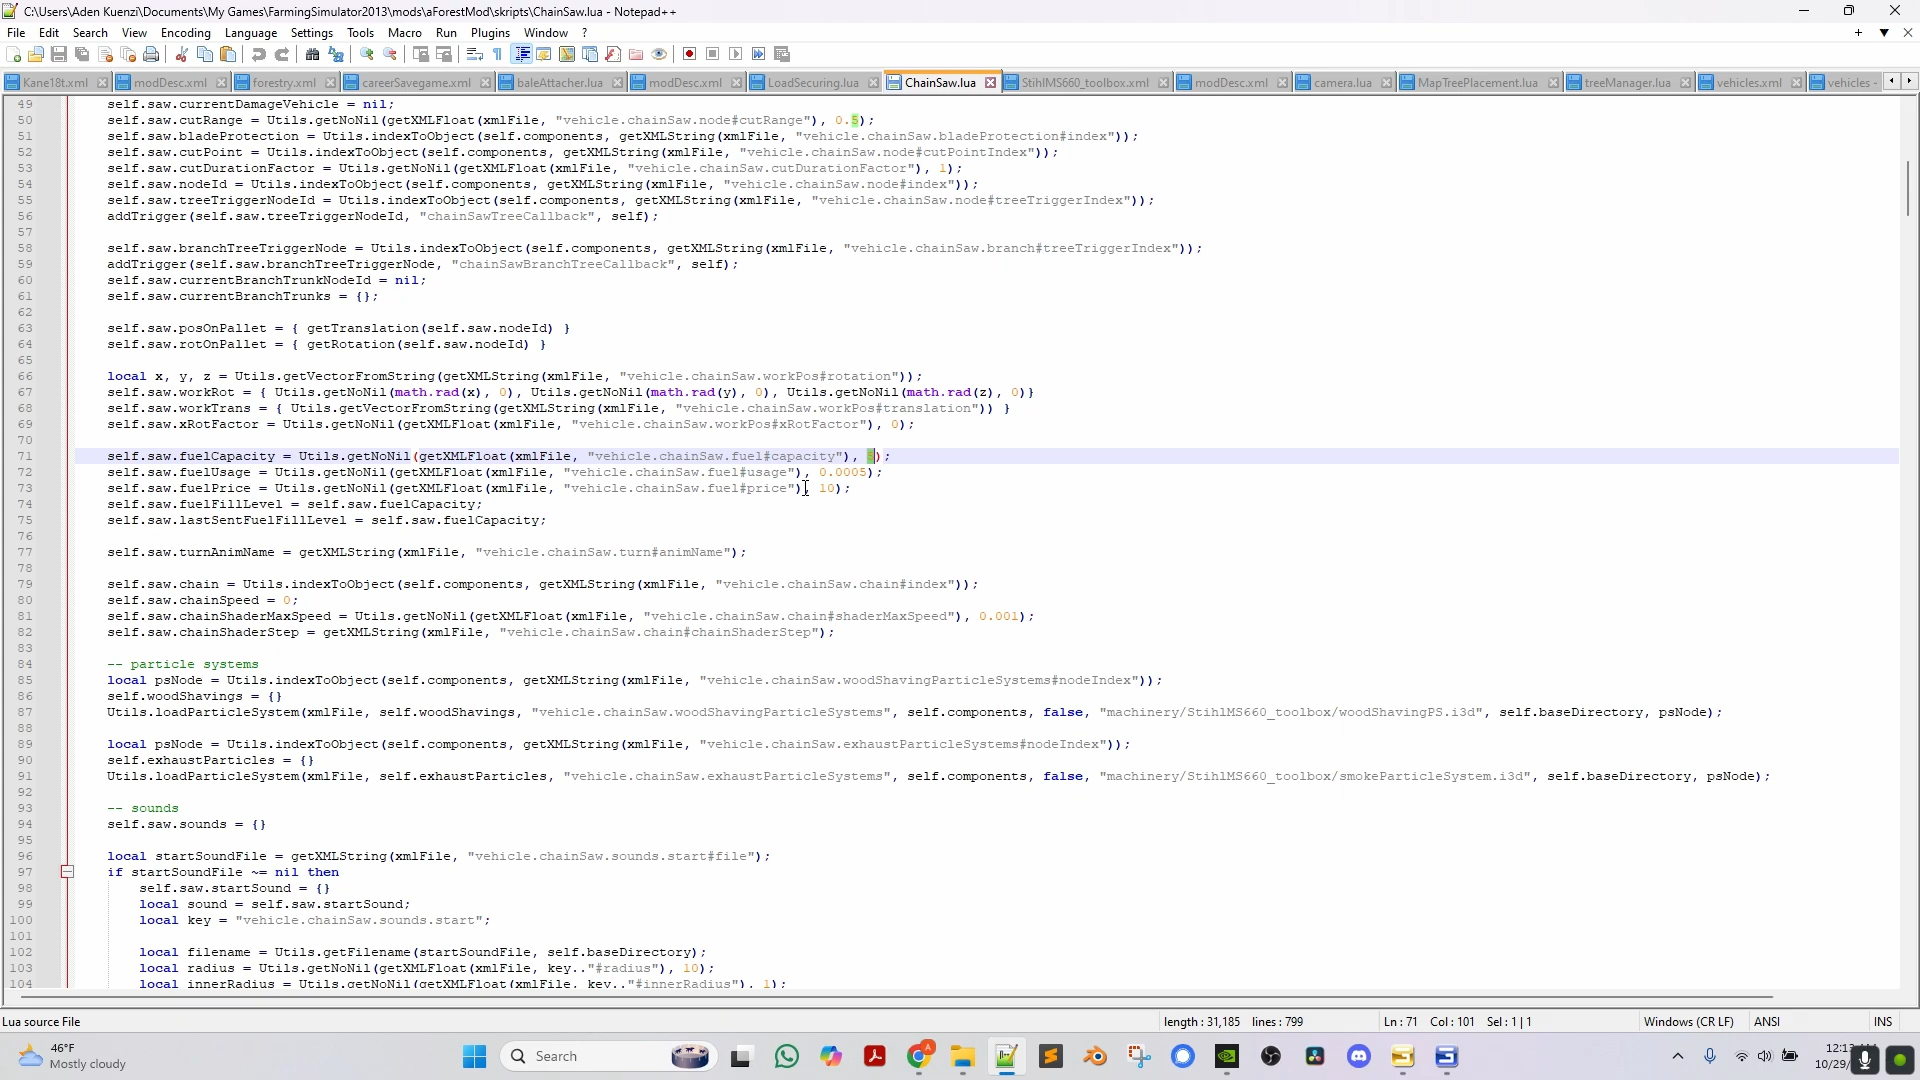 C:\Users\Aden Kuenzi\Documents\My Games\FarmingSimulator2013\mods\aForestMod\skripts\ChainSaw.lua - Notepad++
File Edit Search View Encoding Language Settings Tools Macro Run Plugins Window ?
Kane18t.xml modDesc.xml forestry.xml careerSavegame.xml baleAttacher.lua modDesc.xml LoadSecuring.lua ChainSaw.lua StihlMS660_toolbox.xml modDesc.xml camera.lua MapTreePlacement.lua treeManager.lua vehicles.xml vehicles -
49 self.saw.currentDamageVehicle = nil;
50 self.saw.cutRange = Utils.getNoNil(getXMLFloat(xmlFile, "vehicle.chainSaw.node#cutRange"), 0.5);
51 self.saw.bladeProtection = Utils.indexToObject(self.components, getXMLString(xmlFile, "vehicle.chainSaw.bladeProtection#index"));
52 self.saw.cutPoint = Utils.indexToObject(self.components, getXMLString(xmlFile, "vehicle.chainSaw.node#cutPointIndex"));
53 self.saw.cutDurationFactor = Utils.getNoNil(getXMLFloat(xmlFile, "vehicle.chainSaw.cutDurationFactor"), 1);
54 self.saw.nodeId = Utils.indexToObject(self.components, getXMLString(xmlFile, "vehicle.chainSaw.node#index"));
55 self.saw.treeTriggerNodeId = Utils.indexToObject(self.components, getXMLString(xmlFile, "vehicle.chainSaw.node#treeTriggerIndex"));
56 addTrigger(self.saw.treeTriggerNodeId, "chainSawTreeCallback", self);
57
58 self.saw.branchTreeTriggerNode = Utils.indexToObject(self.components, getXMLString(xmlFile, "vehicle.chainSaw.branch#treeTriggerIndex"));
59 addTrigger(self.saw.branchTreeTriggerNode, "chainSawBranchTreeCallback", self);
60 self.saw.currentBranchTrunkNodeId = nil;
61 self.saw.currentBranchTrunks = {};
62
63 self.saw.posOnPallet = { getTranslation(self.saw.nodeId) }
64 self.saw.rotOnPallet = { getRotation(self.saw.nodeId) }
65
66 local x, y, z = Utils.getVectorFromString(getXMLString(xmlFile, "vehicle.chainSaw.workPos#rotation"));
67 self.saw.workRot = { Utils.getNoNil(math.rad(x), 0), Utils.getNoNil(math.rad(y), 0), Utils.getNoNil(math.rad(z), 0)}
68 self.saw.workTrans = { Utils.getVectorFromString(getXMLString(xmlFile, "vehicle.chainSaw.workPos#translation")) }
69 self.saw.xRotFactor = Utils.getNoNil(getXMLFloat(xmlFile, "vehicle.chainSaw.workPos#xRotFactor"), 0);
70
71 self.saw.fuelCapacity = Utils.getNoNil(getXMLFloat(xmlFile, "vehicle.chainSaw.fuel#capacity"), 5);
72 self.saw.fuelUsage = Utils.getNoNil(getXMLFloat(xmlFile, "vehicle.chainSaw.fuel#usage"), 0.0005);
73 self.saw.fuelPrice = Utils.getNoNil(getXMLFloat(xmlFile, "vehicle.chainSaw.fuel#price"), 10);
74 self.saw.fuelFillLevel = self.saw.fuelCapacity;
75 self.saw.lastSentFuelFillLevel = self.saw.fuelCapacity;
76
77 self.saw.turnAnimName = getXMLString(xmlFile, "vehicle.chainSaw.turn#animName");
78
79 self.saw.chain = Utils.indexToObject(self.components, getXMLString(xmlFile, "vehicle.chainSaw.chain#index"));
80 self.saw.chainSpeed = 0;
81 self.saw.chainShaderMaxSpeed = Utils.getNoNil(getXMLFloat(xmlFile, "vehicle.chainSaw.chain#shaderMaxSpeed"), 0.001);
82 self.saw.chainShaderStep = getXMLString(xmlFile, "vehicle.chainSaw.chain#chainShaderStep");
83
84 -- particle systems
85 local psNode = Utils.indexToObject(self.components, getXMLString(xmlFile, "vehicle.chainSaw.woodShavingParticleSystems#nodeIndex"));
86 self.woodShavings = {}
87 Utils.loadParticleSystem(xmlFile, self.woodShavings, "vehicle.chainSaw.woodShavingParticleSystems", self.components, false, "machinery/StihlMS660_toolbox/woodShavingPS.i3d", self.baseDirectory, psNode);
88
89 local psNode = Utils.indexToObject(self.components, getXMLString(xmlFile, "vehicle.chainSaw.exhaustParticleSystems#nodeIndex"));
90 self.exhaustParticles = {}
91 Utils.loadParticleSystem(xmlFile, self.exhaustParticles, "vehicle.chainSaw.exhaustParticleSystems", self.components, false, "machinery/StihlMS660_toolbox/smokeParticleSystem.i3d", self.baseDirectory, psNode);
92
93 -- sounds
94 self.saw.sounds = {}
95
96 local startSoundFile = getXMLString(xmlFile, "vehicle.chainSaw.sounds.start#file");
97 if startSoundFile ~= nil then
98 self.saw.startSound = {}
99 local sound = self.saw.startSound;
100 local key = "vehicle.chainSaw.sounds.start";
101
102 local filename = Utils.getFilename(startSoundFile, self.baseDirectory);
103 local radius = Utils.getNoNil(getXMLFloat(xmlFile, key.."#radius"), 10);
104 local innerRadius = Utils.getNoNil(getXMLFloat(xmlFile, key.."#innerRadius"), 1);
Lua source File length : 31,185 lines : 799 Ln : 71 Col : 101 Sel : 1 | 1 Windows (CR LF) ANSI INS
46°F
Mostly cloudy
Search
10/29/